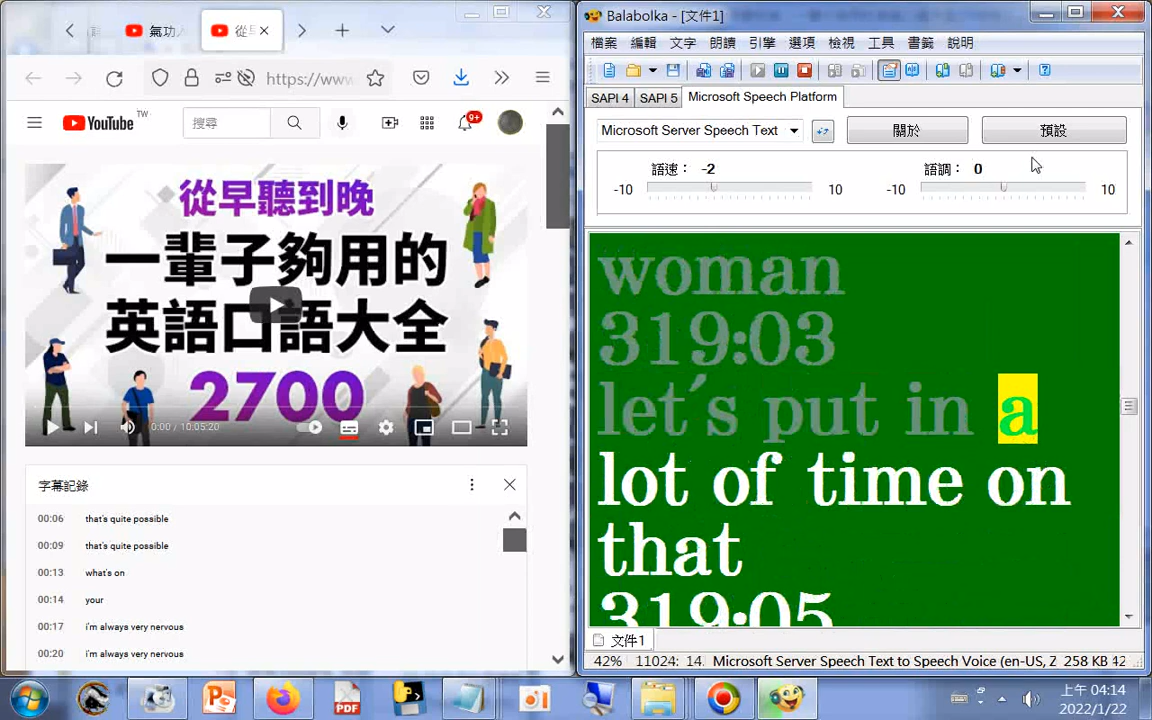 氣功
從
https://www
YouTube TW
搜尋
9+
從早聽到晚
一輩子夠用的
英語口語大全
2700
0:00 / 10:05:20
字幕記錄
00:06 that's quite possible
00:09 that's quite possible
00:13 what's on
00:14 your
00:17 i'm always very nervous
00:20 i'm always very nervous
Balabolka - [文件1]
檔案 編輯 文字 朗讀 引擎 選項 檢視 工具 書籤 說明
SAPI 4 SAPI 5 Microsoft Speech Platform
Microsoft Server Speech Text
關於
預設
語速： -2
-10 10
語調： 0
-10 10
woman
319:03
let's put in a
lot of time on
that
319:05
文件1
42% 11024: 14. Microsoft Server Speech Text to Speech Voice (en-US, Z 258 KB 42
PDF
上午 04:14
2022/1/22